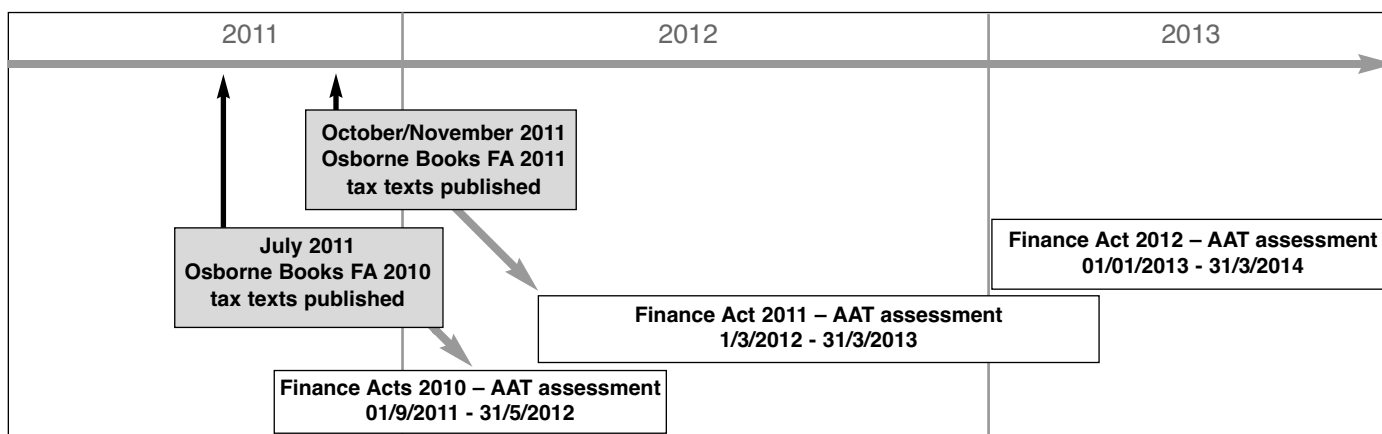 2011
2012
2013
October/November 2011
Osborne Books FA 2011
tax texts published
July 2011
Osborne Books FA 2010
tax texts published
Finance Act 2012 – AAT assessment
01/01/2013 - 31/3/2014
Finance Act 2011 – AAT assessment
1/3/2012 - 31/3/2013
Finance Acts 2010 – AAT assessment
01/9/2011 - 31/5/2012